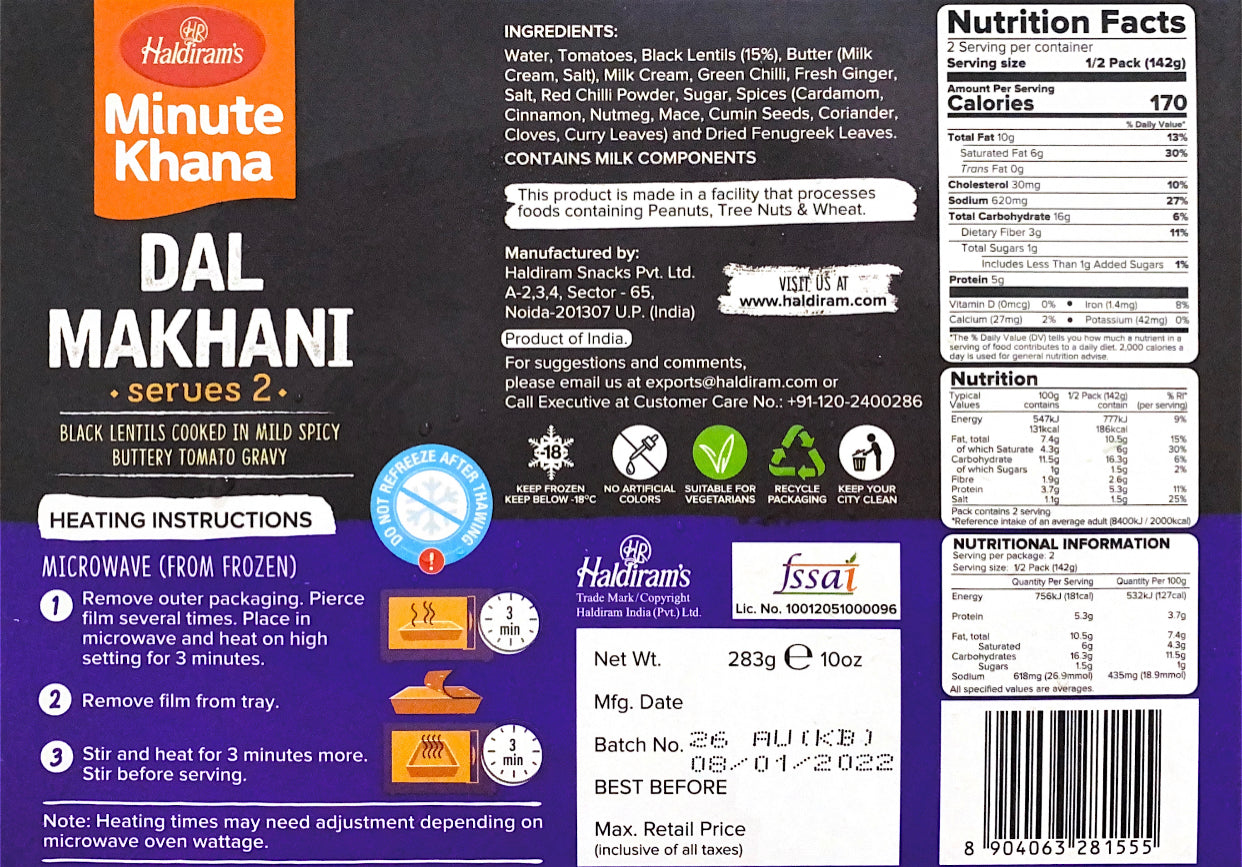 HR
Haldiram's
Minute
Khana
DAL
MAKHANI
• serves 2 •
BLACK LENTILS COOKED IN MILD SPICY
BUTTERY TOMATO GRAVY
HEATING INSTRUCTIONS
MICROWAVE (FROM FROZEN)
1 Remove outer packaging. Pierce
film several times. Place in
microwave and heat on high
setting for 3 minutes.
3
min
2 Remove film from tray.
3 Stir and heat for 3 minutes more.
Stir before serving.
3
min
Note: Heating times may need adjustment depending on
microwave oven wattage.
DO NOT REFREEZE AFTER THAWING
!
INGREDIENTS:
Water, Tomatoes, Black Lentils (15%), Butter (Milk
Cream, Salt), Milk Cream, Green Chilli, Fresh Ginger,
Salt, Red Chilli Powder, Sugar, Spices (Cardamom,
Cinnamon, Nutmeg, Mace, Cumin Seeds, Coriander,
Cloves, Curry Leaves) and Dried Fenugreek Leaves.
CONTAINS MILK COMPONENTS
This product is made in a facility that processes
foods containing Peanuts, Tree Nuts & Wheat.
Manufactured by:
Haldiram Snacks Pvt. Ltd.
A-2,3,4, Sector - 65,
Noida-201307 U.P. (India)
VISIT US AT
www.haldiram.com
Product of India.
For suggestions and comments,
please email us at exports@haldiram.com or
Call Executive at Customer Care No.: +91-120-2400286
-18
KEEP FROZEN
KEEP BELOW -18°C
NO ARTIFICIAL
COLORS
SUITABLE FOR
VEGETARIANS
RECYCLE
PACKAGING
KEEP YOUR
CITY CLEAN
HR
Haldiram's
Trade Mark/Copyright
Haldiram India (Pvt.) Ltd.
fssai
Lic. No. 10012051000096
Net Wt. 283g e 10oz
Mfg. Date
Batch No. 26 AU(KB)
08/01/2022
BEST BEFORE
Max. Retail Price
(inclusive of all taxes)
Nutrition Facts
2 Serving per container
Serving size 1/2 Pack (142g)
Amount Per Serving
Calories 170
% Daily Value*
Total Fat 10g 13%
Saturated Fat 6g 30%
Trans Fat 0g
Cholesterol 30mg 10%
Sodium 620mg 27%
Total Carbohydrate 16g 6%
Dietary Fiber 3g 11%
Total Sugars 1g
Includes Less Than 1g Added Sugars 1%
Protein 5g
Vitamin D (0mcg) 0% • Iron (1.4mg) 8%
Calcium (27mg) 2% • Potassium (42mg) 0%
*The % Daily Value (DV) tells you how much a nutrient in a
serving of food contributes to a daily diet. 2,000 calories a
day is used for general nutrition advise.
Nutrition
Typical 100g 1/2 Pack (142g) % RI*
Values contains contain (per serving)
Energy 547kJ 777kJ 9%
131kcal 186kcal
Fat, total 7.4g 10.5g 15%
of which Saturate 4.3g 6g 30%
Carbohydrate 11.5g 16.3g 6%
of which Sugars 1g 1.5g 2%
Fibre 1.9g 2.6g
Protein 3.7g 5.3g 11%
Salt 1.1g 1.5g 25%
Pack contains 2 serving
*Reference intake of an average adult (8400kJ / 2000kcal)
NUTRITIONAL INFORMATION
Serving per package: 2
Serving size: 1/2 Pack (142g)
Quantity Per Serving Quantity Per 100g
Energy 756kJ (181cal) 532kJ (127cal)
Protein 5.3g 3.7g
Fat, total 10.5g 7.4g
Saturated 6g 4.3g
Carbohydrates 16.3g 11.5g
Sugars 1.5g 1g
Sodium 618mg (26.9mmol) 435mg (18.9mmol)
All specified values are averages.
8 904063 281555